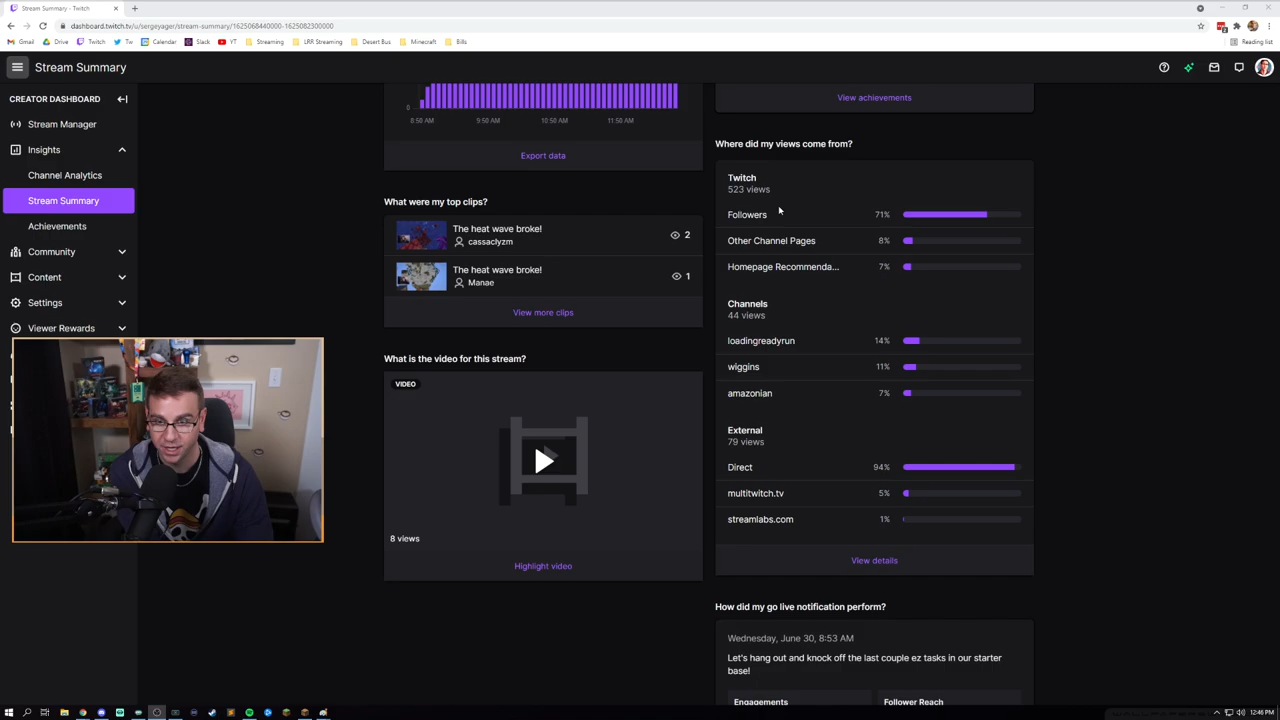 Stream Summary - Twitch
dashboard.twitch.tv/u/sergeyager/stream-summary/1625068440000-1625082300000
Gmail
Drive
Twitch
Tw
Calendar
Slack
YT
Streaming
LRR Streaming
Desert Bus
Minecraft
Bills
Reading list
Stream Summary
CREATOR DASHBOARD
Stream Manager
Insights
Channel Analytics
Stream Summary
Achievements
Community
Content
Settings
Viewer Rewards
0
8:50 AM 9:50 AM 10:50 AM 11:50 AM
Export data
What were my top clips?
The heat wave broke!
cassaclyzm
2
The heat wave broke!
Manae
1
View more clips
What is the video for this stream?
VIDEO
8 views
Highlight video
View achievements
Where did my views come from?
Twitch
523 views
Followers 71%
Other Channel Pages 8%
Homepage Recommenda... 7%
Channels
44 views
loadingreadyrun 14%
wiggins 11%
amazonian 7%
External
79 views
Direct 94%
multitwitch.tv 5%
streamlabs.com 1%
View details
How did my go live notification perform?
Wednesday, June 30, 8:53 AM
Let's hang out and knock off the last couple ez tasks in our starter
base!
Engagements
Follower Reach
12:46 PM